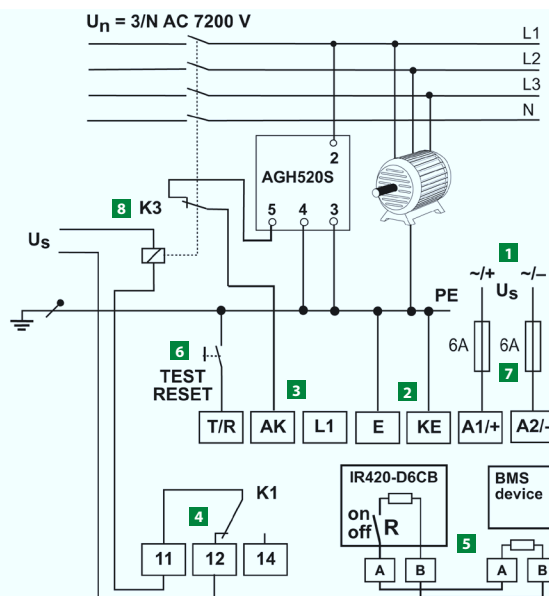 Un = 3/N AC 7200 V
L1
L2
L3
N
2
AGH520S
5 4 3
8 K3
Us
1
~/+ ~/–
Us
PE
6A 6A
7
6
TEST
RESET
3
2
T/R AK L1 E KE A1/+ A2/-
K1
4
11 12 14
IR420-D6CB
on
off R
A B
5
BMS
device
A B